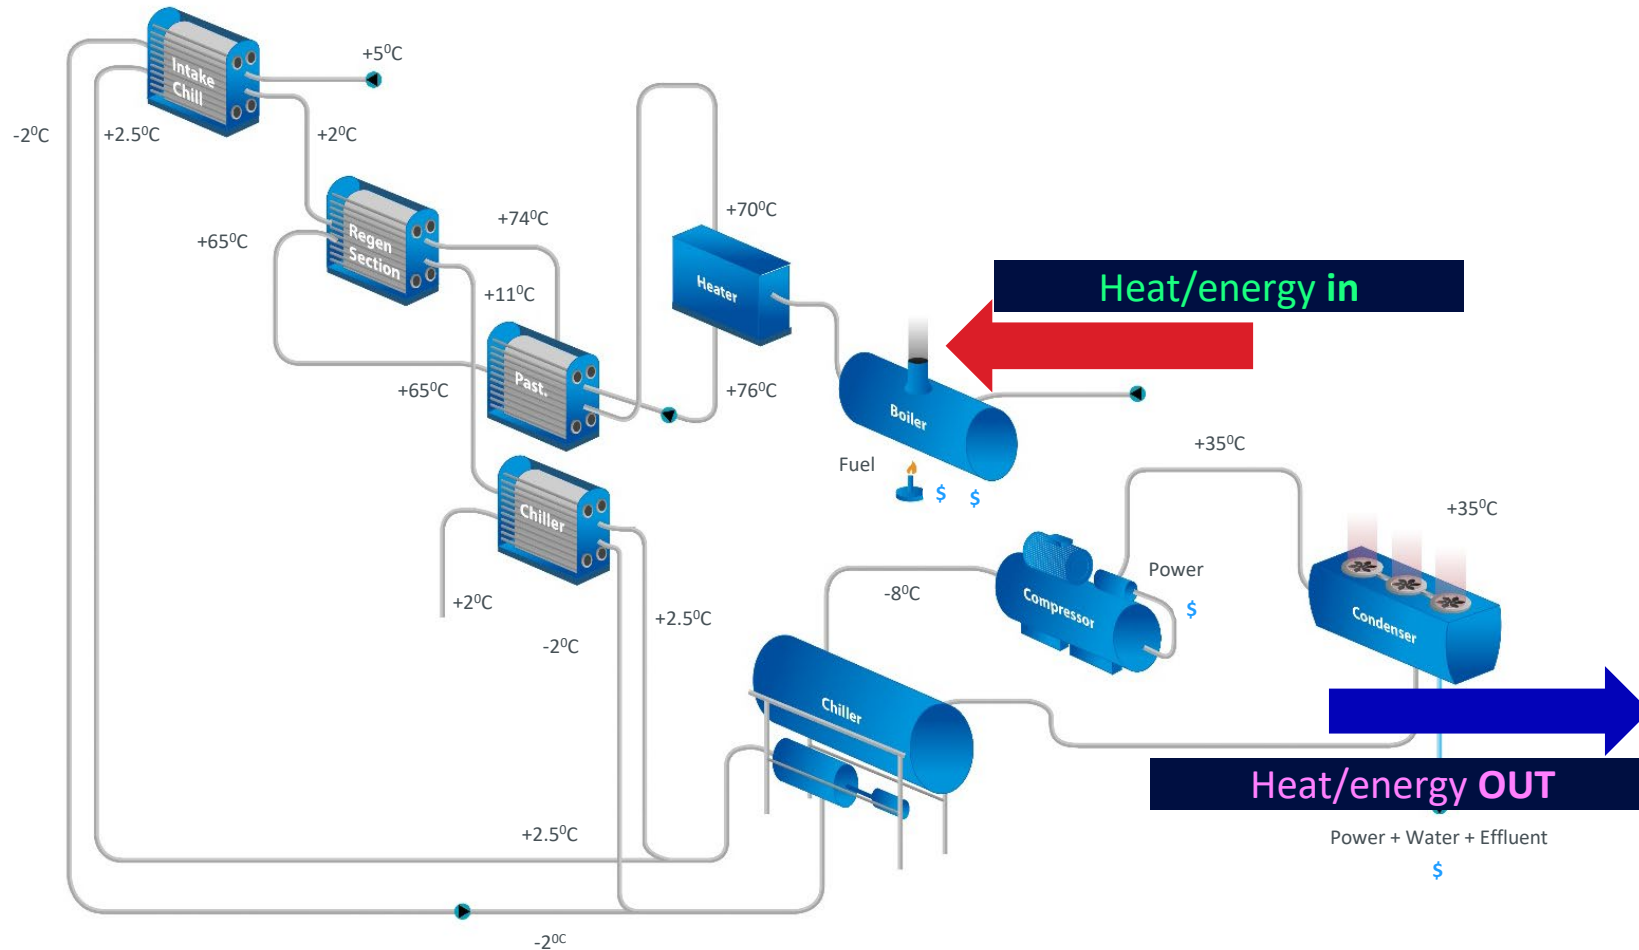 +5⁰C
Intake
Chill
-2⁰C
+2.5⁰C
+2⁰C
+65⁰C
Regen
Section
+74⁰C
+70⁰C
+11⁰C
Heater
Heat/energy in
+65⁰C
Past.
+76⁰C
Boiler
Fuel
$ $
+35⁰C
+35⁰C
Chiller
+2⁰C
-2⁰C
+2.5⁰C
-8⁰C
Compressor
Power
$
Condenser
Chiller
Heat/energy OUT
+2.5⁰C
Power + Water + Effluent
$
-2⁰ᶜ